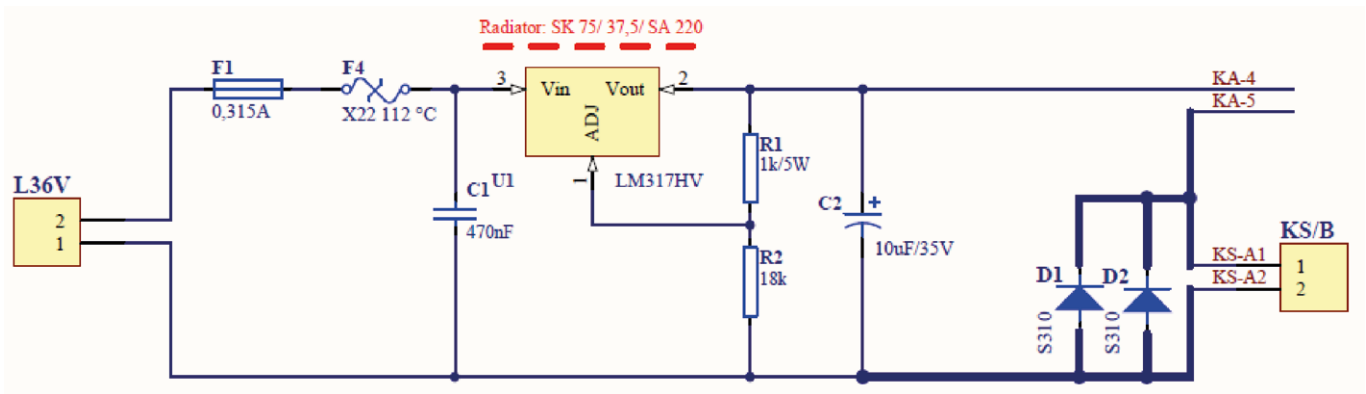 Radiator: SK 75/ 37,5/ SA 220
F1
0,315A
F4
X22 112 °C
3
Vin
Vout
2
ADJ
1
U1
LM317HV
KA-4
KA-5
L36V
2
1
C1
470nF
R1
1k/5W
R2
18k
C2
+
10uF/35V
D1
S310
D2
S310
KS/B
KS-A1
1
KS-A2
2